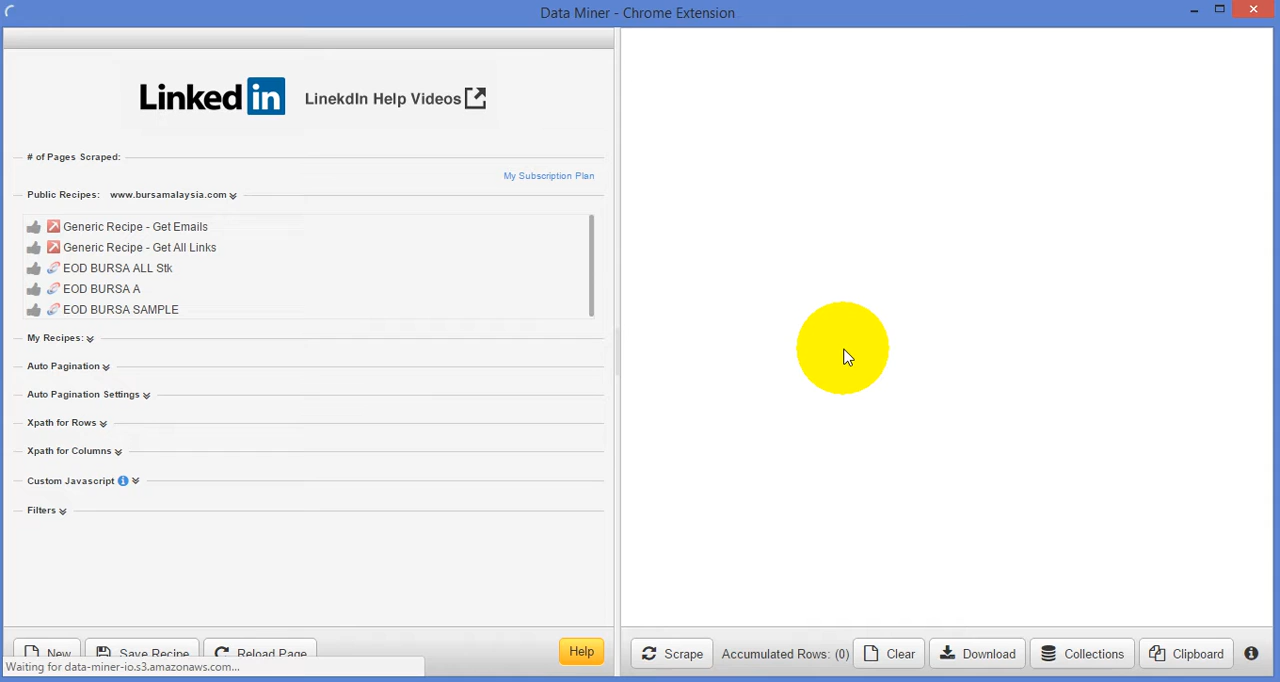 Data Miner - Chrome Extension
Linked in LinekdIn Help Videos
# of Pages Scraped:
My Subscription Plan
Public Recipes: www.bursamalaysia.com
Generic Recipe - Get Emails
Generic Recipe - Get All Links
EOD BURSA ALL Stk
EOD BURSA A
EOD BURSA SAMPLE
My Recipes:
Auto Pagination
Auto Pagination Settings
Xpath for Rows
Xpath for Columns
Custom Javascript
Filters
New Save Recipe Reload Page Help
Scrape Accumulated Rows: (0) Clear Download Collections Clipboard
Waiting for data-miner-io.s3.amazonaws.com...